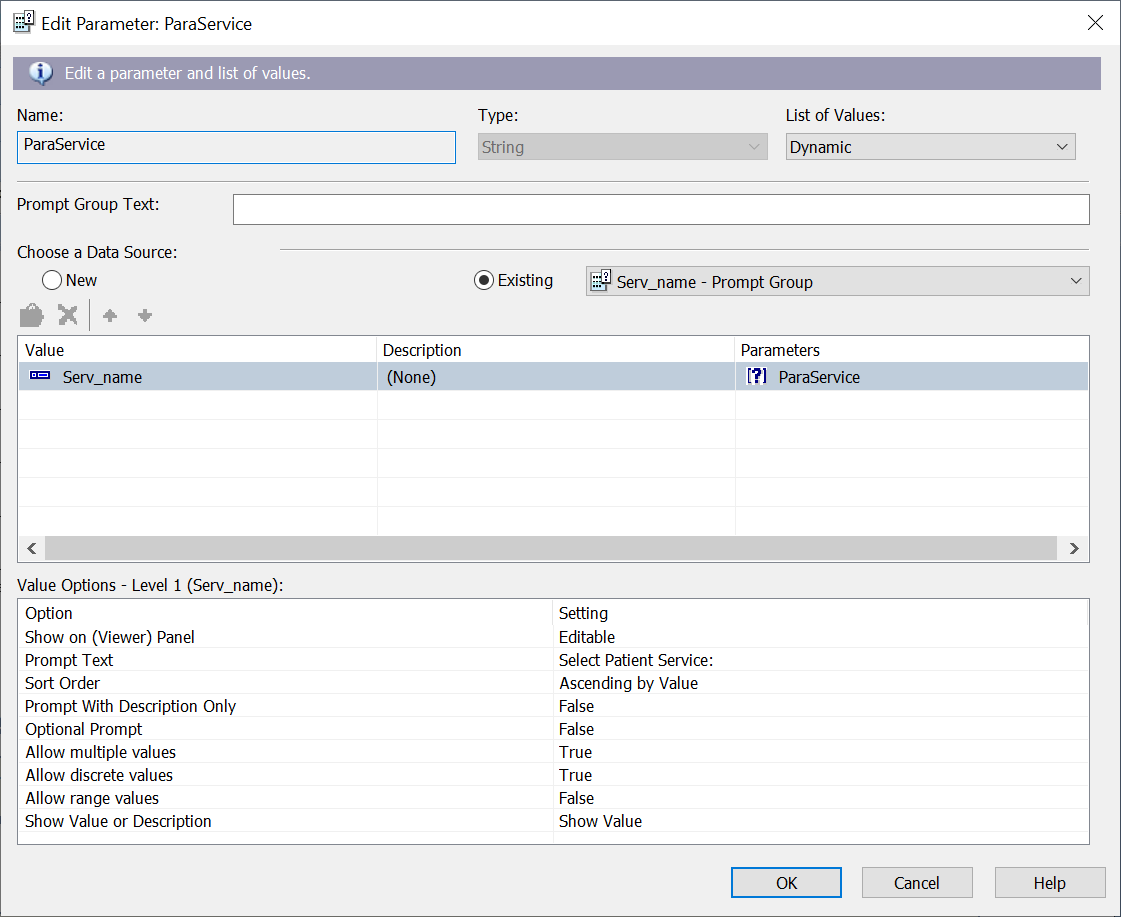 Edit Parameter: ParaService
Edit a parameter and list of values.
Name: Type: List of Values:
ParaService String Dynamic
Prompt Group Text:
Choose a Data Source:
New Existing Serv_name - Prompt Group
Value Description Parameters
Serv_name (None) [?] ParaService
Value Options - Level 1 (Serv_name):
Option Setting
Show on (Viewer) Panel Editable
Prompt Text Select Patient Service:
Sort Order Ascending by Value
Prompt With Description Only False
Optional Prompt False
Allow multiple values True
Allow discrete values True
Allow range values False
Show Value or Description Show Value
OK Cancel Help